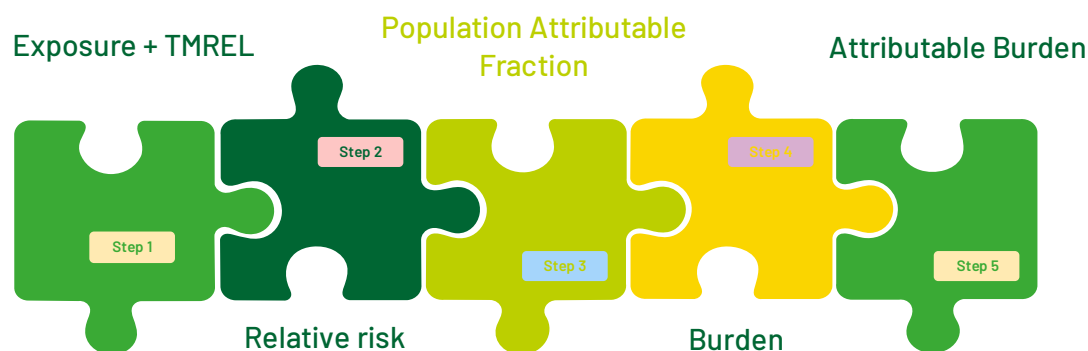 Exposure + TMREL
Population Attributable
Fraction
Attributable Burden
Step 1
Step 2
Step 3
Step 4
Step 5
Relative risk
Burden